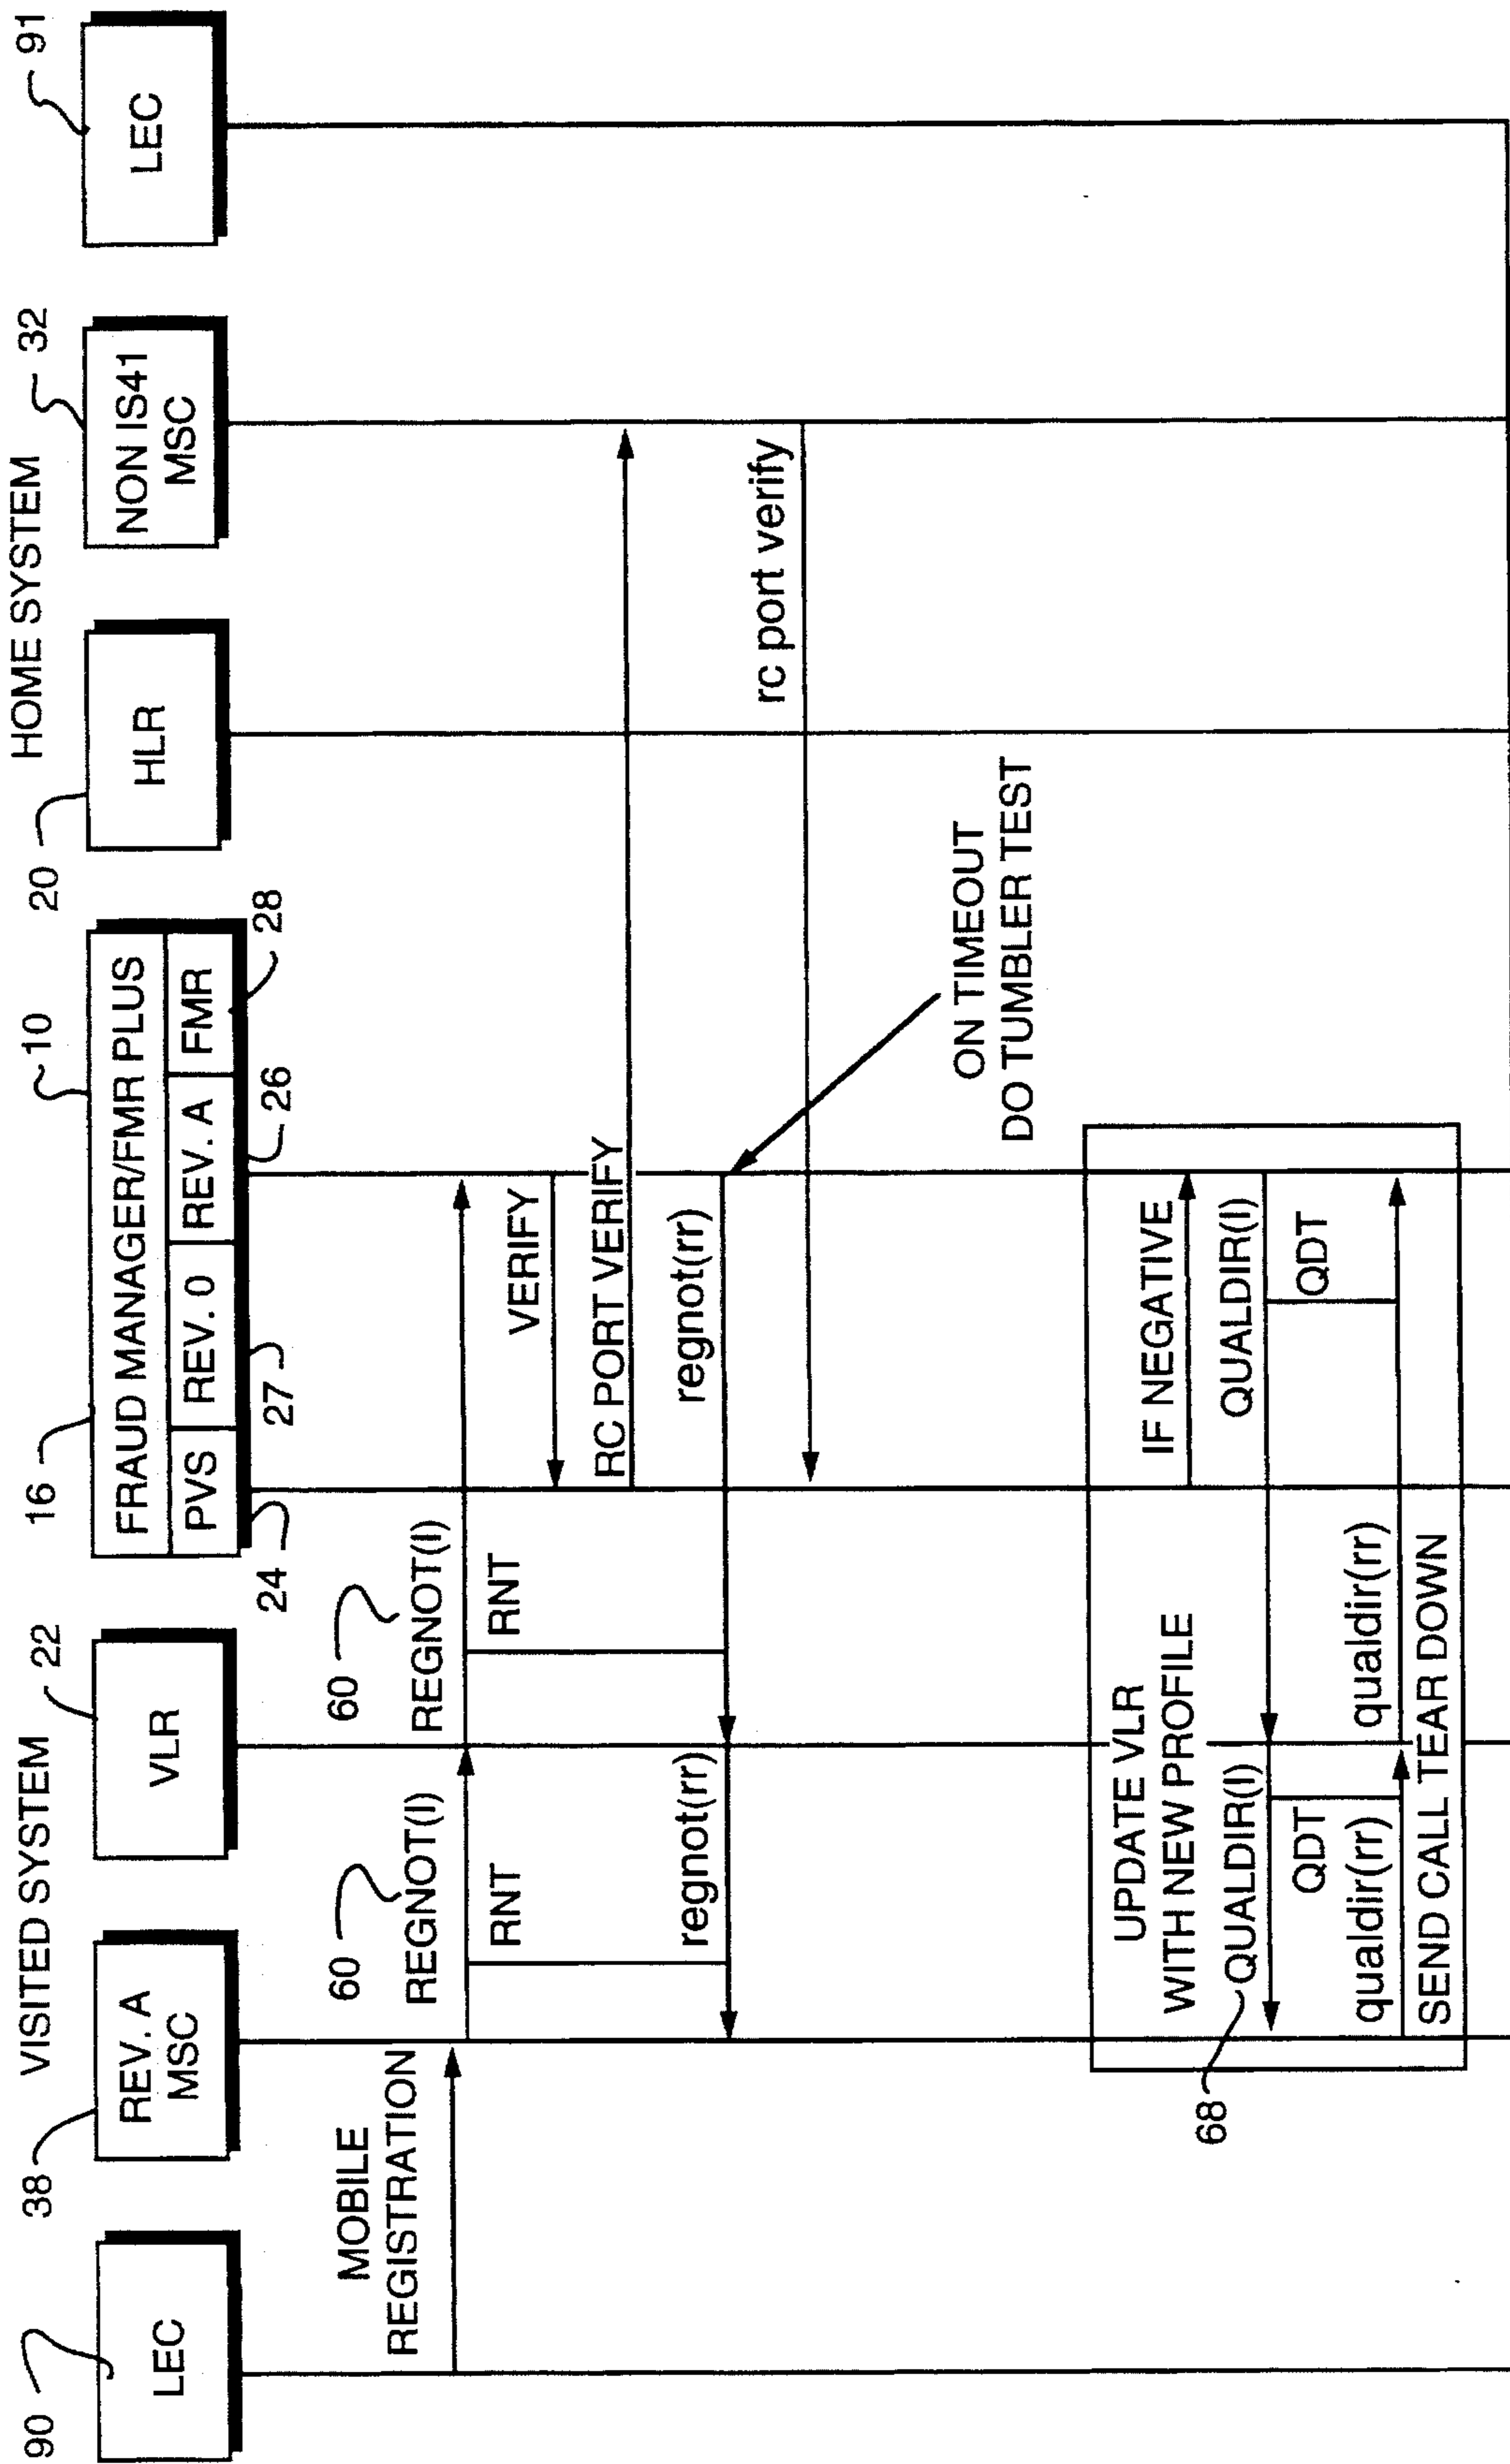 VISITED SYSTEM
HOME SYSTEM
90
38
22
16
10
20
32
91
LEC
REV. A
MSC
VLR
FRAUD MANAGER/FMR PLUS
PVS
REV. 0
REV. A
FMR
HLR
NON IS41
MSC
LEC
24
27
26
28
MOBILE
REGISTRATION
60
REGNOT(I)
60
REGNOT(I)
RNT
RNT
VERIFY
RC PORT VERIFY
regnot(rr)
regnot(rr)
rc port verify
ON TIMEOUT
DO TUMBLER TEST
UPDATE VLR
WITH NEW PROFILE
IF NEGATIVE
68
QUALDIR(I)
QUALDIR(I)
QDT
QDT
qualdir(rr)
qualdir(rr)
SEND CALL TEAR DOWN